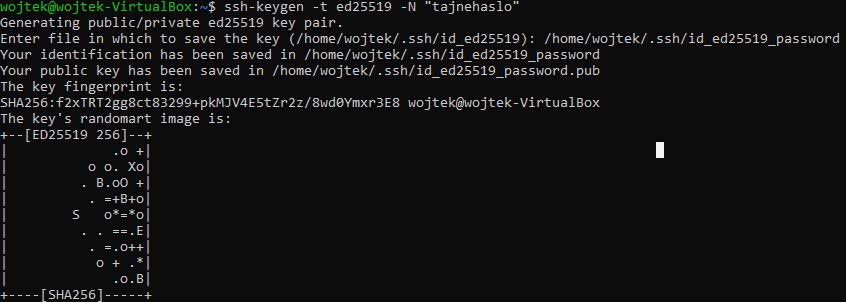 wojtek@wojtek-VirtualBox:~$ ssh-keygen -t ed25519 -N "tajnehaslo"
Generating public/private ed25519 key pair.
Enter file in which to save the key (/home/wojtek/.ssh/id_ed25519): /home/wojtek/.ssh/id_ed25519_password
Your identification has been saved in /home/wojtek/.ssh/id_ed25519_password
Your public key has been saved in /home/wojtek/.ssh/id_ed25519_password.pub
The key fingerprint is:
SHA256:f2xTRT2gg8ct83299+pkMJV4E5tZr2z/8wd0Ymxr3E8 wojtek@wojtek-VirtualBox
The key's randomart image is:
+--[ED25519 256]--+
|             .o +|
|          o o. Xo|
|         . B.oO +|
|          . =+B+o|
|        S   o*=*o|
|         . . ==.E|
|          . =.o++|
|           o + .*|
|             .o.B|
+----[SHA256]-----+